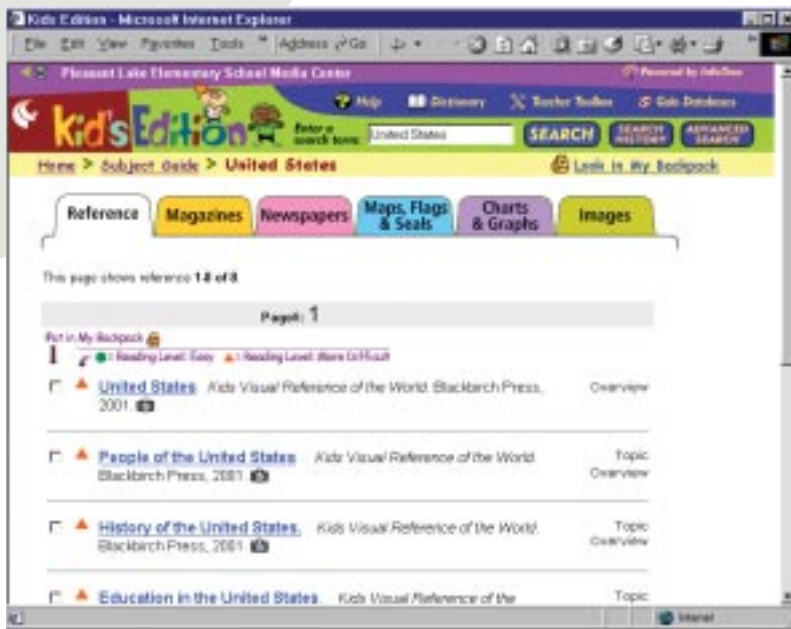 Kids Edition - Microsoft Internet Explorer
File Edit View Favorites Tools » Address Go
Pleasant Lake Elementary School Media Center Powered by InfoTrac
Help Dictionary Teacher Toolbox Gale Databases
kid's Edition Enter a search term: United States SEARCH SEARCH HISTORY ADVANCED SEARCH
Home > Subject Guide > United States Look in My Backpack
Reference Magazines Newspapers Maps, Flags & Seals Charts & Graphs Images
This page shows reference 1-8 of 8.
Page#: 1
Put in My Backpack
= Reading Level: Easy = Reading Level: More Difficult
United States. Kids Visual Reference of the World. Blackbirch Press, Overview
2001.
People of the United States. Kids Visual Reference of the World. Topic
Blackbirch Press, 2001. Overview
History of the United States. Kids Visual Reference of the World. Topic
Blackbirch Press, 2001. Overview
Education in the United States. Kids Visual Reference of the Topic
Internet